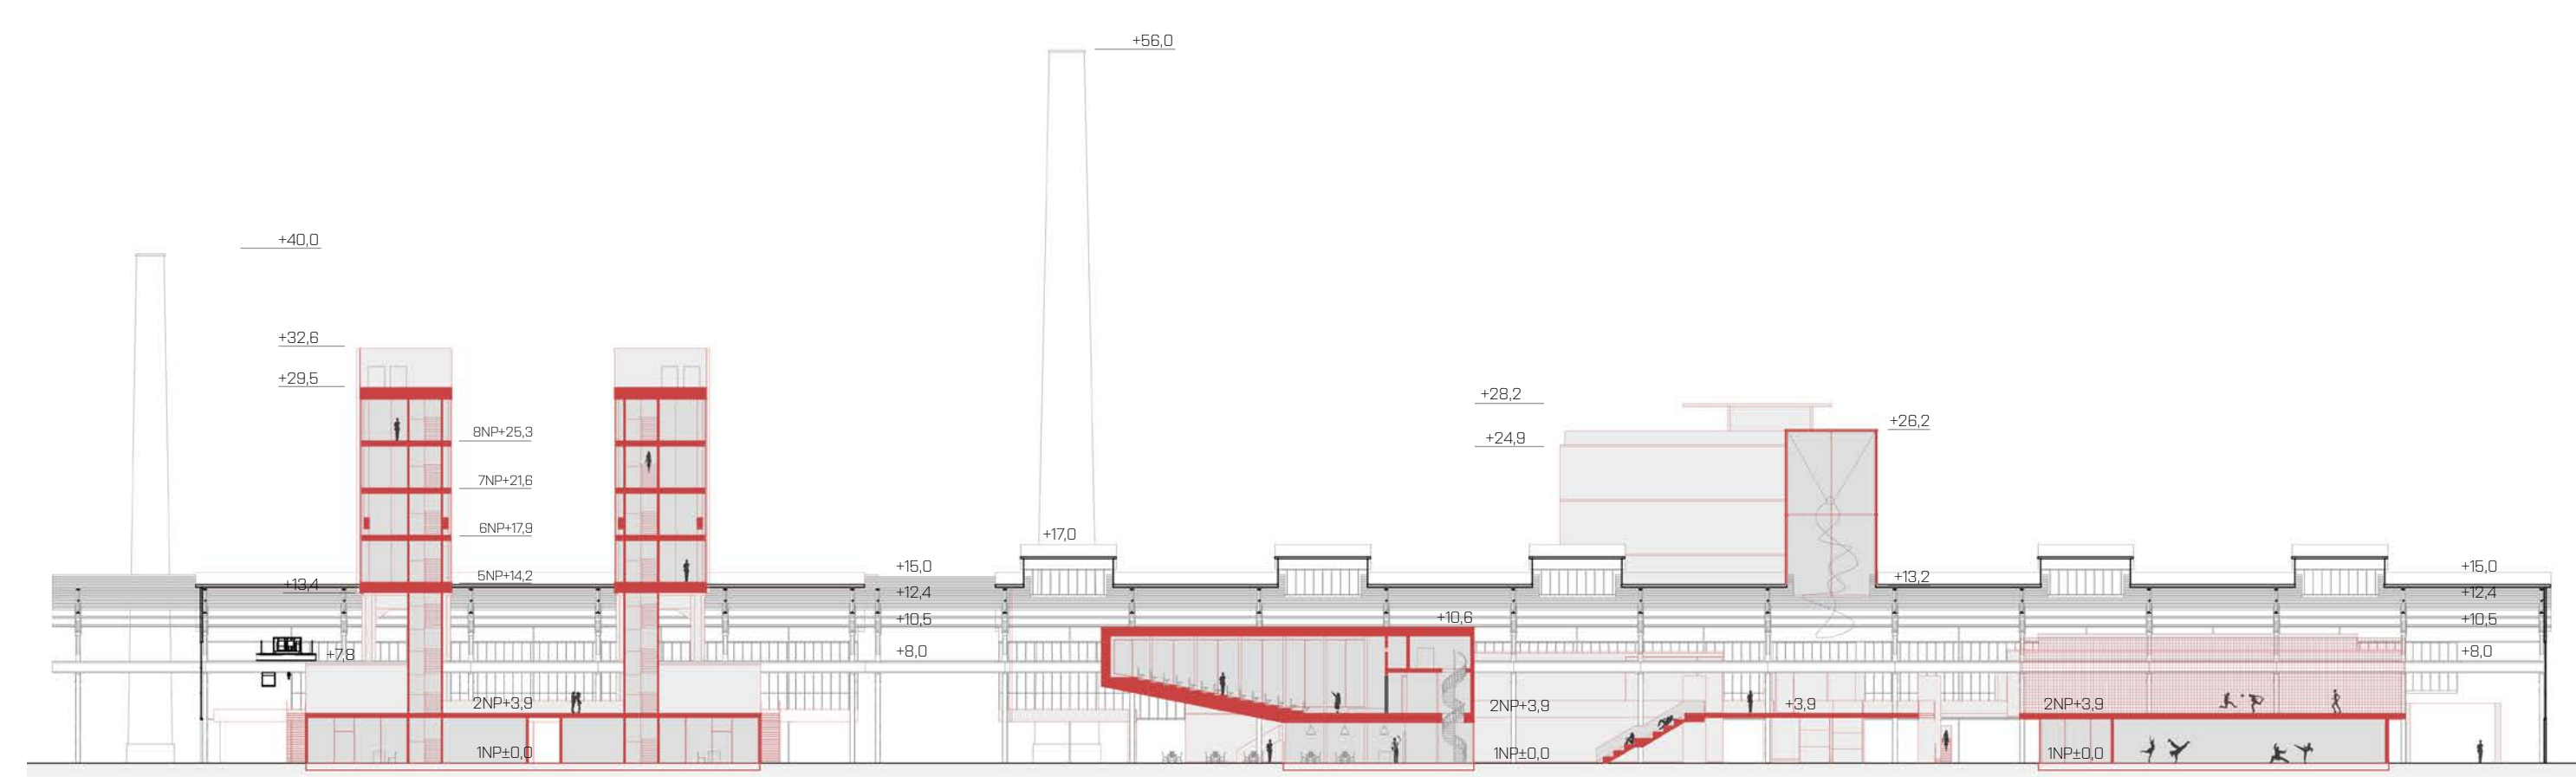 +56,0
+40,0
+32,6
+29,5
+28,2
+26,2
8NP+25,3
+24,9
7NP+21,6
6NP+17,9
+17,0
5NP+14,2
+15,0
+15,0
+13,4
+13,2
+12,4
+12,4
+10,5
+10,6
+10,5
+7,8
+8,0
+8,0
2NP+3,9
2NP+3,9
+3,9
2NP+3,9
1NP±0,0
1NP±0,0
1NP±0,0